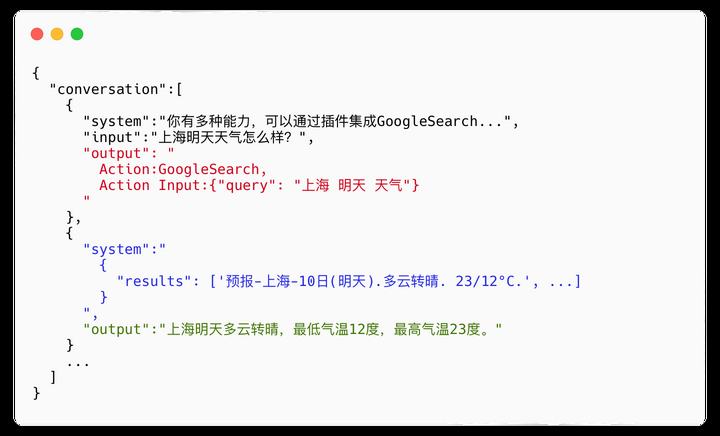 {
"conversation":[
{
"system":"你有多种能力，可以通过插件集成GoogleSearch...",
"input":"上海明天天气怎么样？",
"output": "
Action:GoogleSearch,
Action Input:{"query": "上海 明天 天气"}
"
},
{
"system":"
{
"results": ['预报-上海-10日(明天).多云转晴. 23/12°C.', ...]
}
",
"output":"上海明天多云转晴，最低气温12度，最高气温23度。"
}
...
]
}